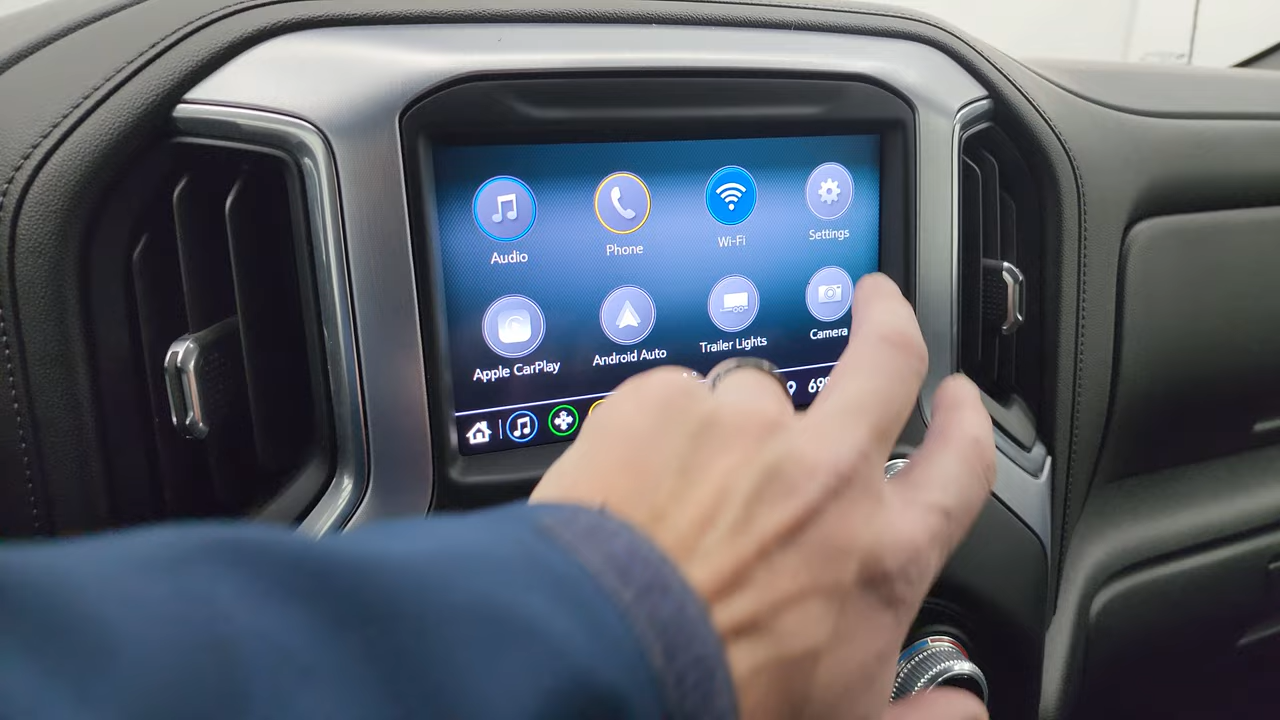 Audio
Phone
Wi-Fi
Settings
Apple CarPlay
Android Auto
Trailer Lights
Camera